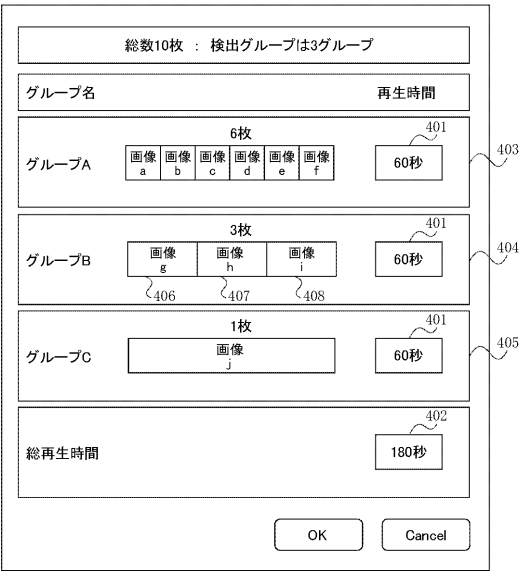 総数10枚 : 検出グループは3グループ
グループ名 再生時間
6枚 401
グループA 画像 a 画像 b 画像 c 画像 d 画像 e 画像 f 60秒 403
3枚 401
グループB 画像 g 画像 h 画像 i 60秒 404
406 407 408
1枚 401
グループC 画像 j 60秒 405
402
総再生時間 180秒
OK Cancel